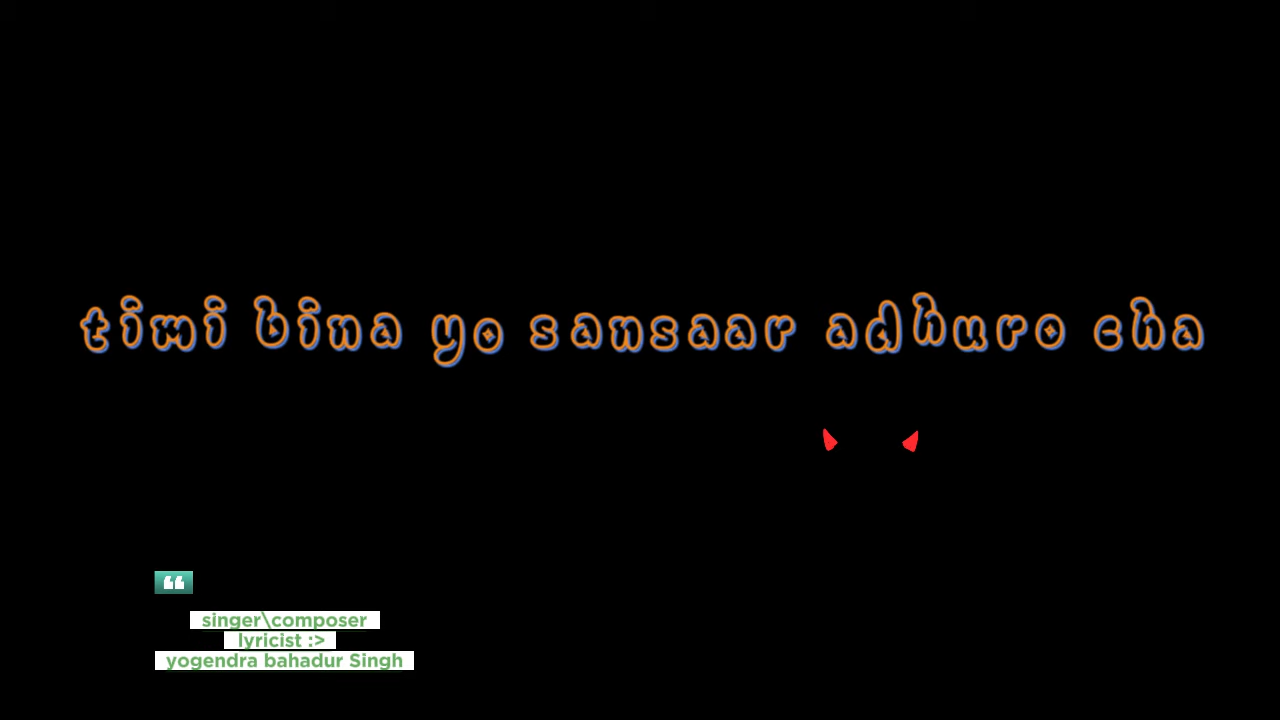 timi bina yo sansaar adhuro cha
❝
singer\composer
lyricist :>
yogendra bahadur Singh